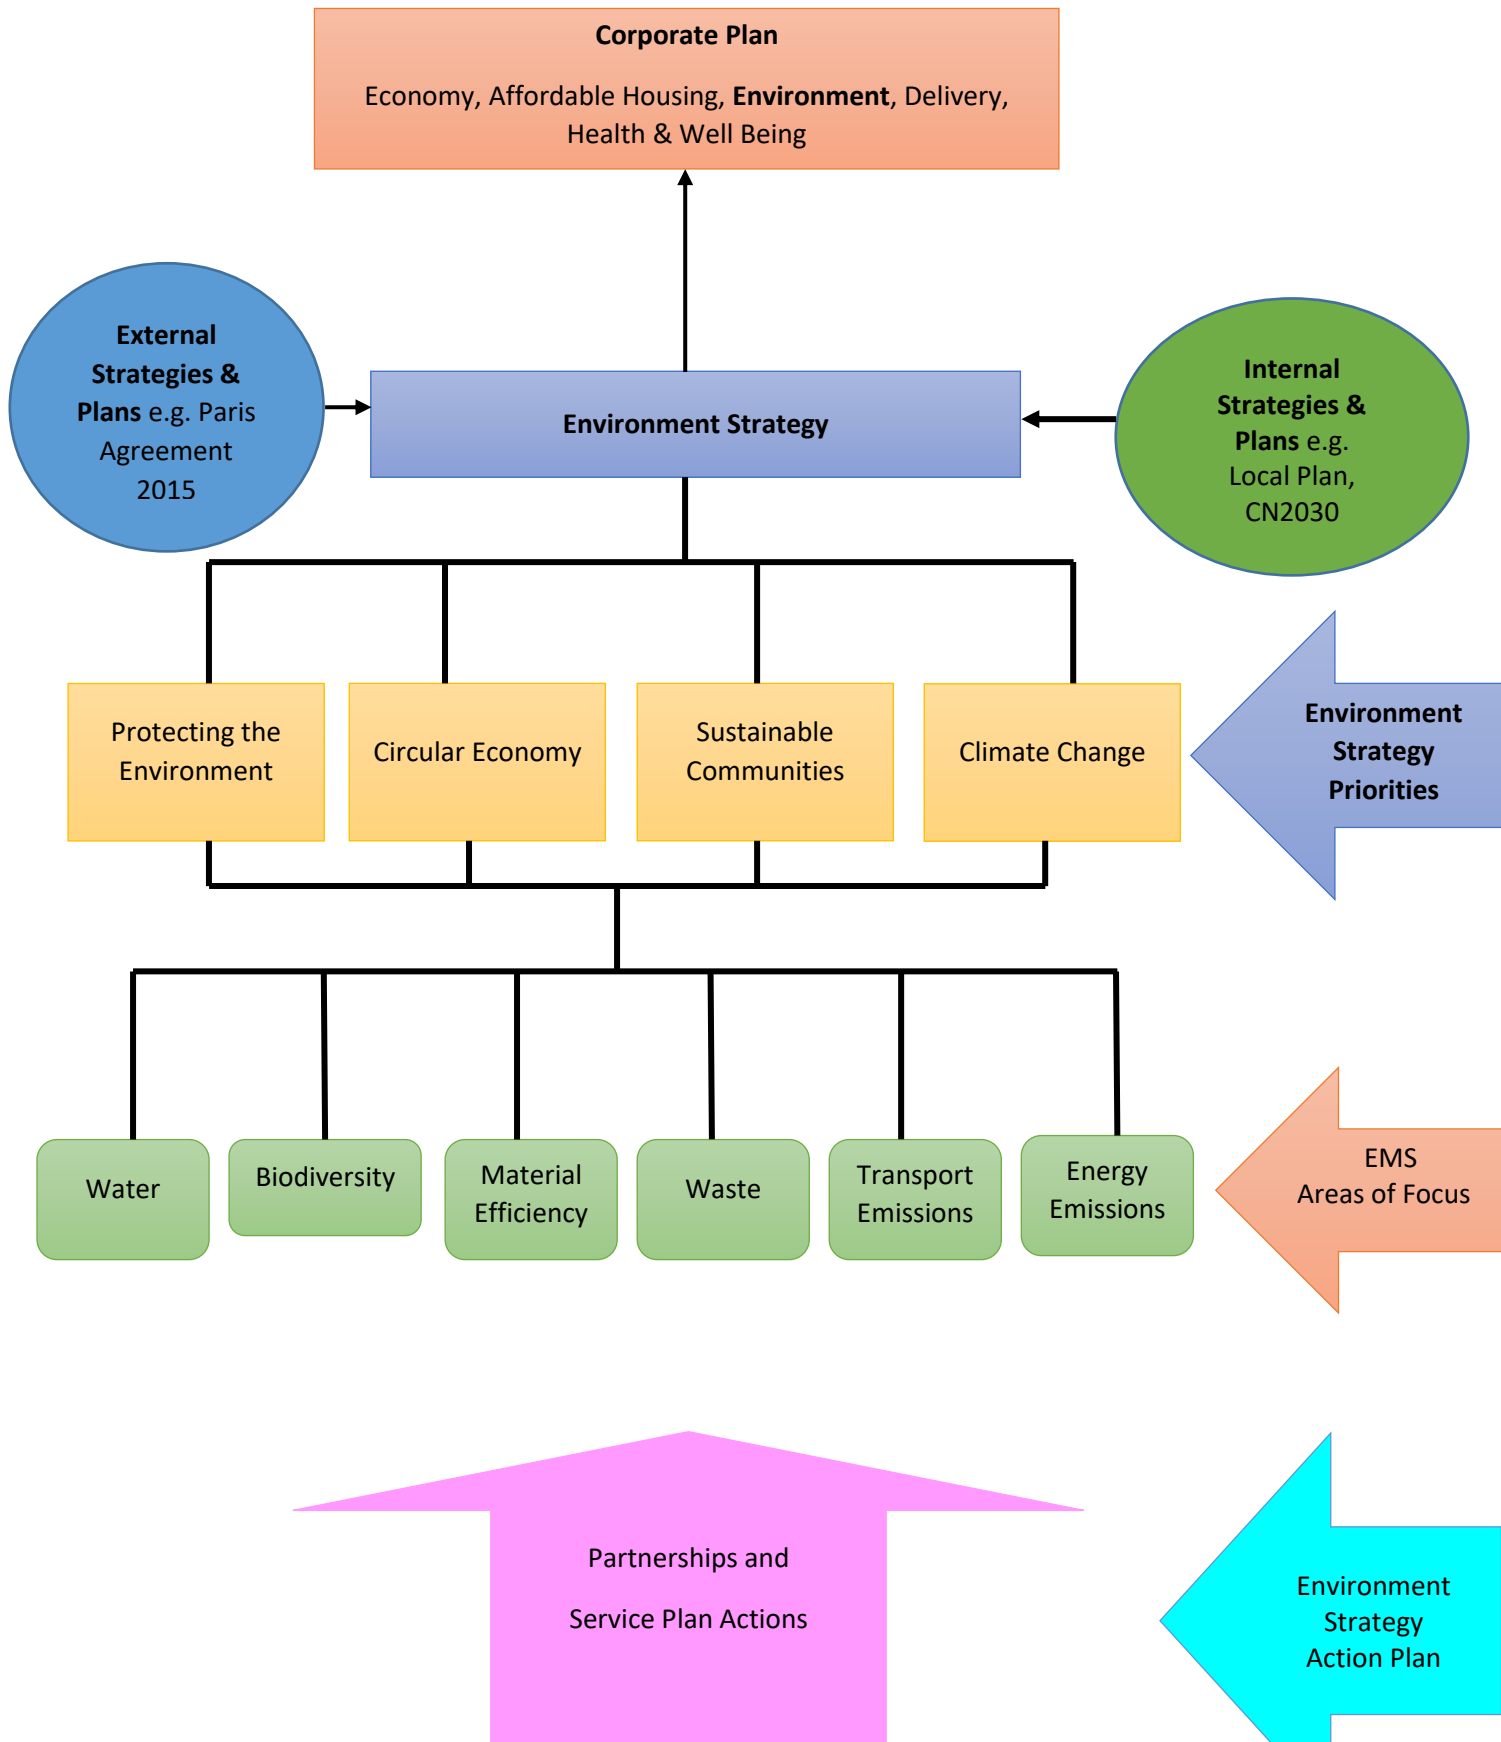 Corporate Plan
Economy, Affordable Housing, Environment, Delivery,
Health & Well Being
External
Strategies &
Plans e.g. Paris
Agreement
2015
Environment Strategy
Internal
Strategies &
Plans e.g.
Local Plan,
CN2030
Protecting the
Environment
Circular Economy
Sustainable
Communities
Climate Change
Environment
Strategy
Priorities
Water
Biodiversity
Material
Efficiency
Waste
Transport
Emissions
Energy
Emissions
EMS
Areas of Focus
Partnerships and
Service Plan Actions
Environment
Strategy
Action Plan